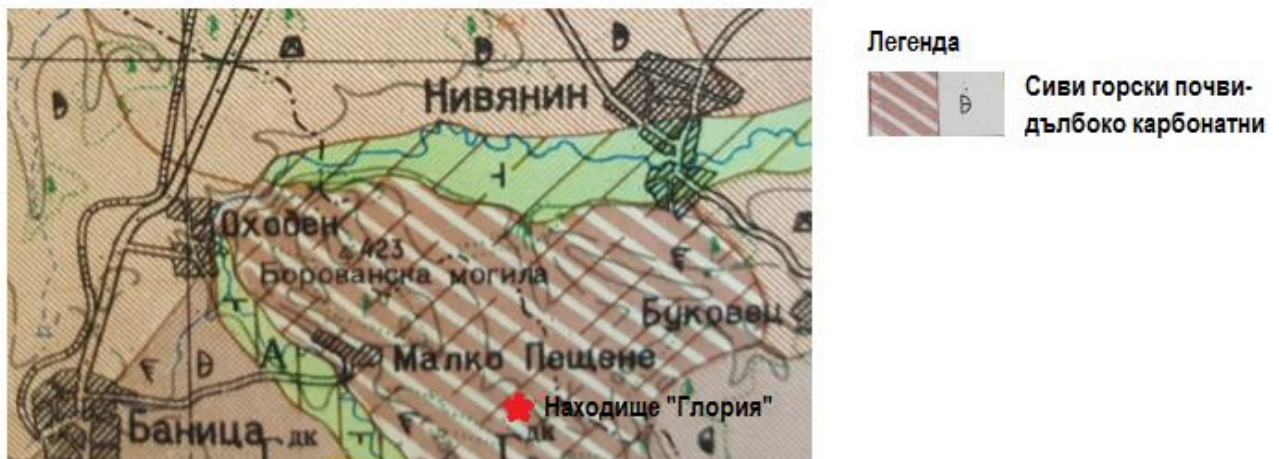 Нивянин
Оходен
423
Борованска могила
Буковец
Малко Пещене
А
Находище "Глория"
Баница
Г дк
Г дк
Легенда
Сиви горски почви-
дълбоко карбонатни